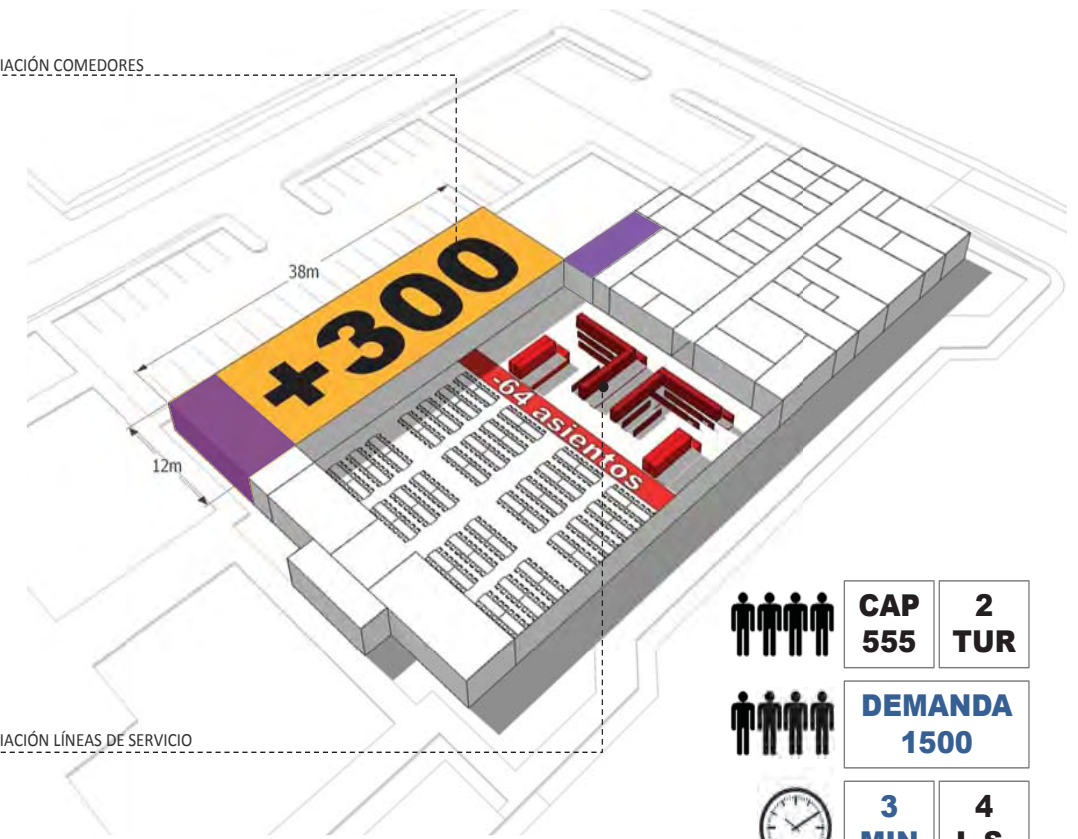 IACIÓN COMEDORES
38m
+300
-64 asientos
12m
CAP
555
2
TUR
DEMANDA
1500
IACIÓN LÍNEAS DE SERVICIO
3
MIN
4
L.S.